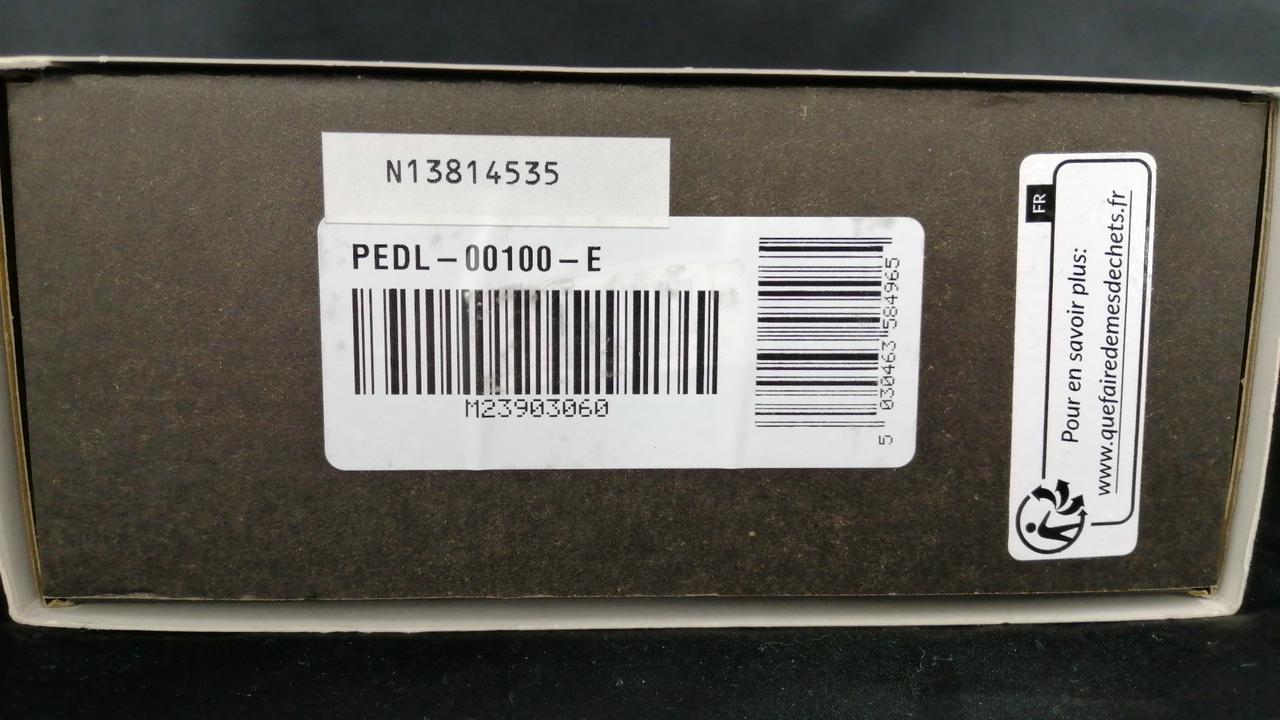 N13814535
PEDL-00100-E
M23903060
5 030463 584965
FR
Pour en savoir plus:
www.quefairedemesdechets.fr